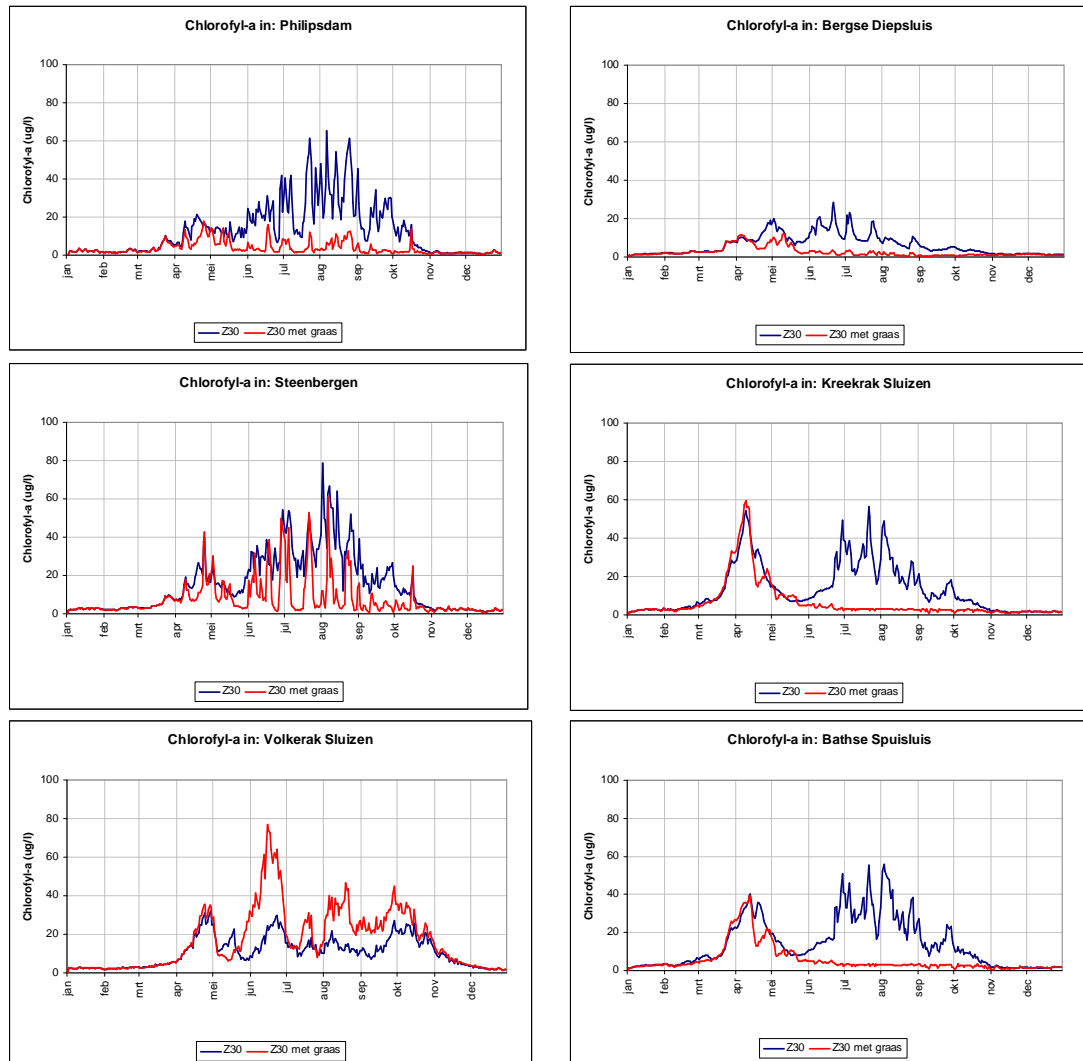 Chlorofyl-a in: Philipsdam
Chlorofyl-a (ug/l)
100
80
60
40
20
0
jan feb mrt apr mei jun jul aug sep okt nov dec
Z30 Z30 met graas
Chlorofyl-a in: Bergse Diepsluis
Chlorofyl-a (ug/l)
100
80
60
40
20
0
jan feb mrt apr mei jun jul aug sep okt nov dec
Z30 Z30 met graas
Chlorofyl-a in: Steenbergen
Chlorofyl-a (ug/l)
100
80
60
40
20
0
jan feb mrt apr mei jun jul aug sep okt nov dec
Z30 Z30 met graas
Chlorofyl-a in: Kreekrak Sluizen
Chlorofyl-a (ug/l)
100
80
60
40
20
0
jan feb mrt apr mei jun jul aug sep okt nov dec
Z30 Z30 met graas
Chlorofyl-a in: Volkerak Sluizen
Chlorofyl-a (ug/l)
100
80
60
40
20
0
jan feb mrt apr mei jun jul aug sep okt nov dec
Z30 Z30 met graas
Chlorofyl-a in: Bathse Spuisluis
Chlorofyl-a (ug/l)
100
80
60
40
20
0
jan feb mrt apr mei jun jul aug sep okt nov dec
Z30 Z30 met graas